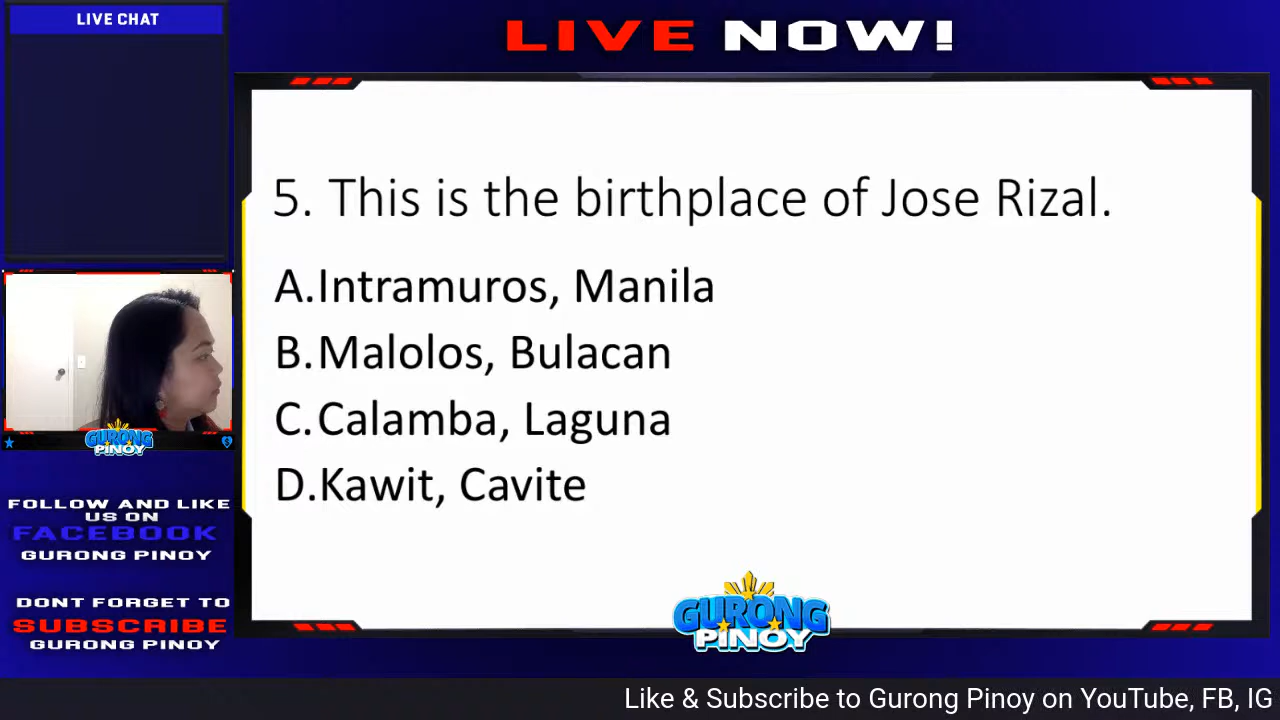 LIVE CHAT
LIVE NOW!
5. This is the birthplace of Jose Rizal.
A.Intramuros, Manila
B.Malolos, Bulacan
C.Calamba, Laguna
D.Kawit, Cavite
GURONG
PINOY
FOLLOW AND LIKE
US ON
FACEBOOK
GURONG PINOY
DONT FORGET TO
SUBSCRIBE
GURONG PINOY
GURONG
PINOY
Like & Subscribe to Gurong Pinoy on YouTube, FB, IG